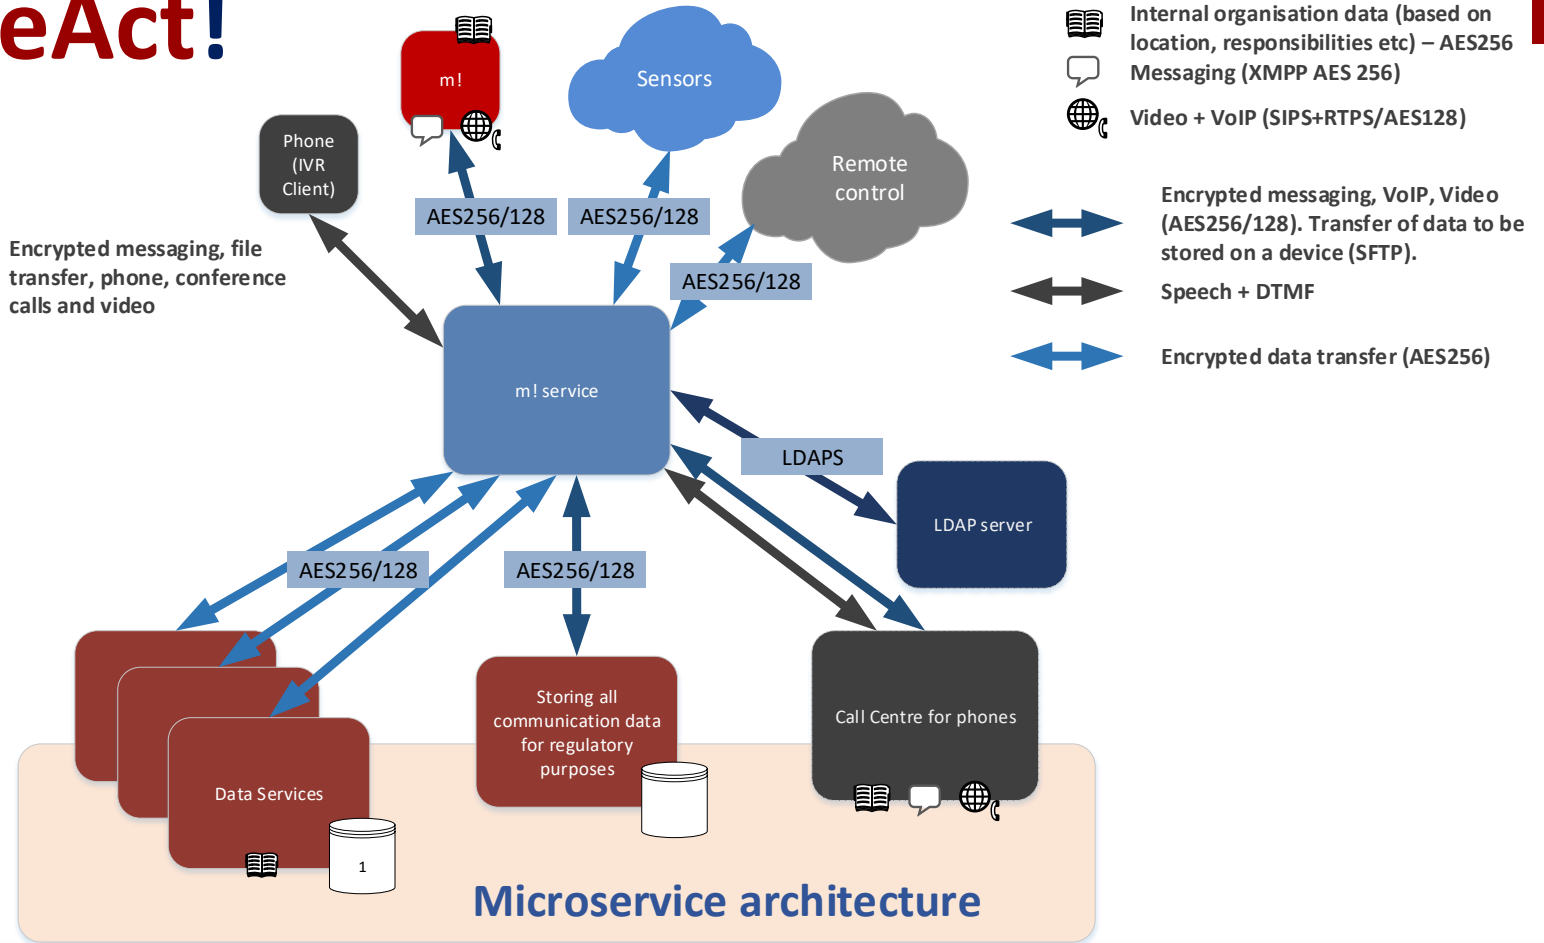 eAct!
Internal organisation data (based on
location, responsibilities etc) – AES256
Messaging (XMPP AES 256)
Video + VoIP (SIPS+RTPS/AES128)
Encrypted messaging, VoIP, Video
(AES256/128). Transfer of data to be
stored on a device (SFTP).
Speech + DTMF
Encrypted data transfer (AES256)
m!
Sensors
Phone
(IVR
Client)
Remote
control
AES256/128
AES256/128
AES256/128
Encrypted messaging, file
transfer, phone, conference
calls and video
m! service
LDAPS
LDAP server
AES256/128
AES256/128
Storing all
communication data
for regulatory
purposes
Call Centre for phones
Data Services
1
Microservice architecture